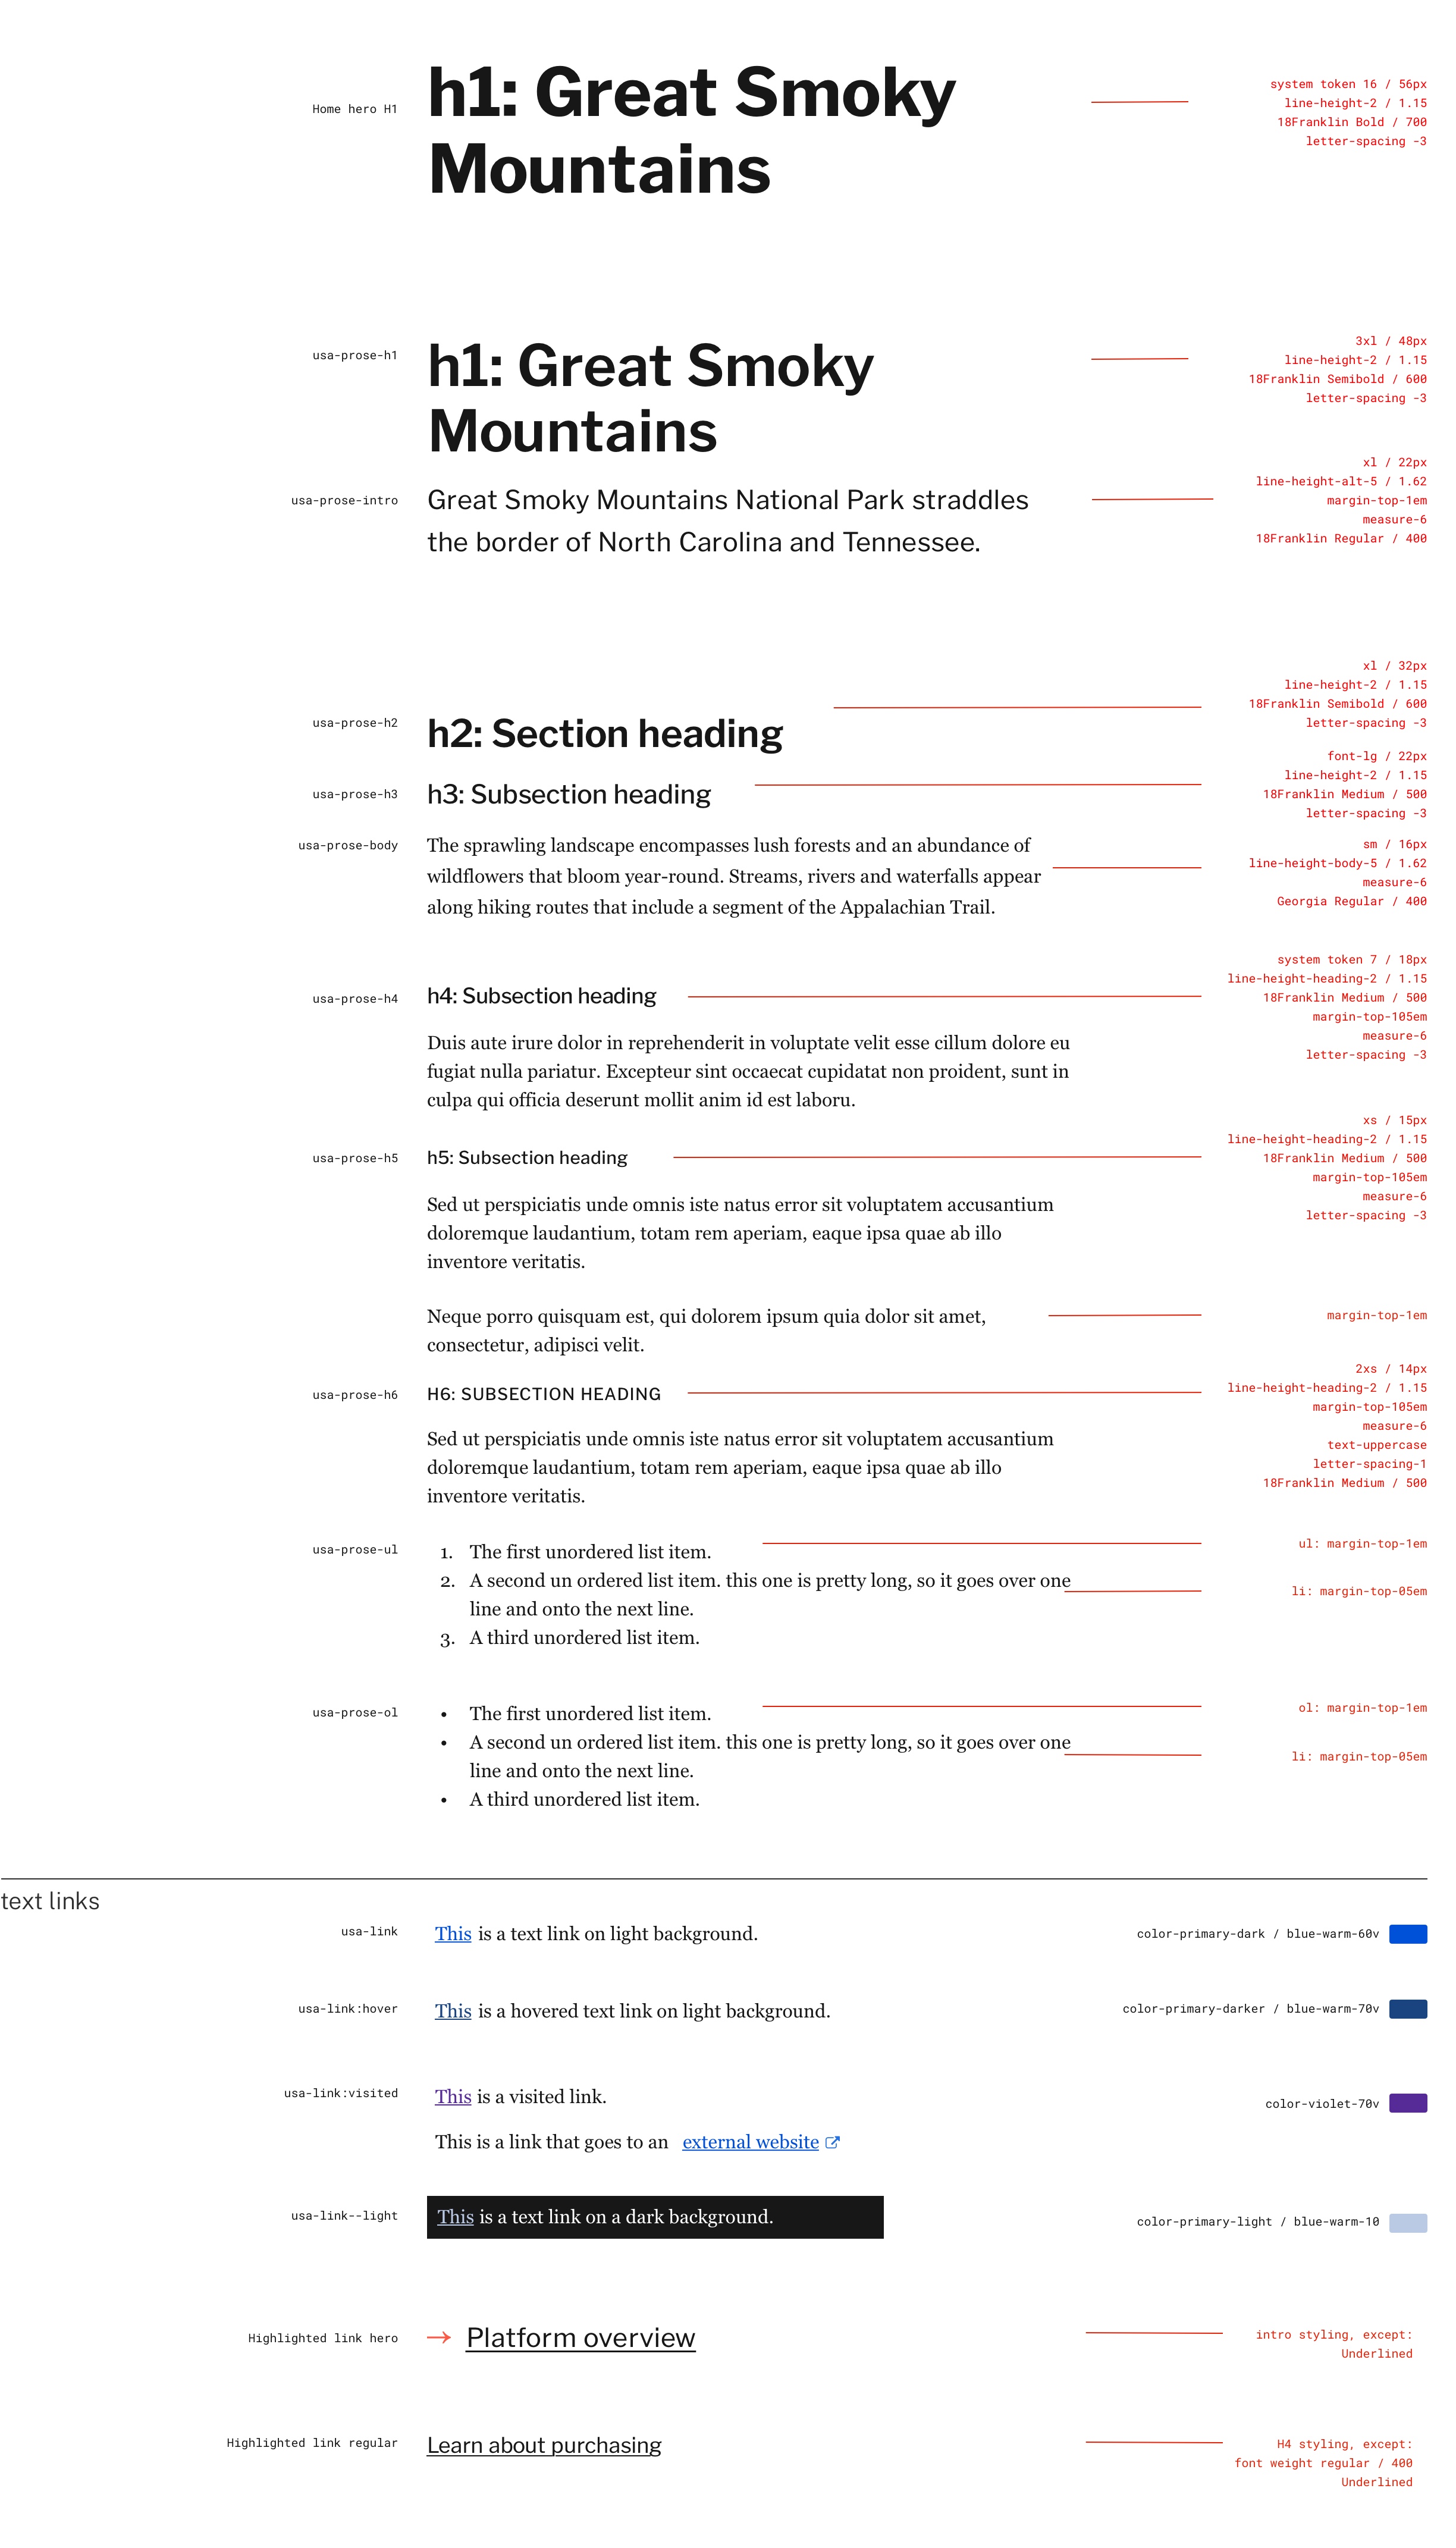 Home hero H1
h1: Great Smoky
Mountains
system token 16 / 56px
line-height-2 / 1.15
18Franklin Bold / 700
letter-spacing -3
usa-prose-h1
h1: Great Smoky
Mountains
3xl / 48px
line-height-2 / 1.15
18Franklin Semibold / 600
letter-spacing -3
usa-prose-intro
Great Smoky Mountains National Park straddles
the border of North Carolina and Tennessee.
xl / 22px
line-height-alt-5 / 1.62
margin-top-1em
measure-6
18Franklin Regular / 400
usa-prose-h2
h2: Section heading
xl / 32px
line-height-2 / 1.15
18Franklin Semibold / 600
letter-spacing -3
usa-prose-h3
h3: Subsection heading
font-lg / 22px
line-height-2 / 1.15
18Franklin Medium / 500
letter-spacing -3
usa-prose-body
The sprawling landscape encompasses lush forests and an abundance of
wildflowers that bloom year-round. Streams, rivers and waterfalls appear
along hiking routes that include a segment of the Appalachian Trail.
sm / 16px
line-height-body-5 / 1.62
measure-6
Georgia Regular / 400
usa-prose-h4
h4: Subsection heading
system token 7 / 18px
line-height-heading-2 / 1.15
18Franklin Medium / 500
margin-top-105em
measure-6
letter-spacing -3
Duis aute irure dolor in reprehenderit in voluptate velit esse cillum dolore eu
fugiat nulla pariatur. Excepteur sint occaecat cupidatat non proident, sunt in
culpa qui officia deserunt mollit anim id est laboru.
usa-prose-h5
h5: Subsection heading
xs / 15px
line-height-heading-2 / 1.15
18Franklin Medium / 500
margin-top-105em
measure-6
letter-spacing -3
Sed ut perspiciatis unde omnis iste natus error sit voluptatem accusantium
doloremque laudantium, totam rem aperiam, eaque ipsa quae ab illo
inventore veritatis.
Neque porro quisquam est, qui dolorem ipsum quia dolor sit amet,
consectetur, adipisci velit.
margin-top-1em
usa-prose-h6
H6: SUBSECTION HEADING
2xs / 14px
line-height-heading-2 / 1.15
margin-top-105em
measure-6
text-uppercase
letter-spacing-1
18Franklin Medium / 500
Sed ut perspiciatis unde omnis iste natus error sit voluptatem accusantium
doloremque laudantium, totam rem aperiam, eaque ipsa quae ab illo
inventore veritatis.
usa-prose-ul
1. The first unordered list item.
2. A second un ordered list item. this one is pretty long, so it goes over one
line and onto the next line.
3. A third unordered list item.
ul: margin-top-1em
li: margin-top-05em
usa-prose-ol
• The first unordered list item.
• A second un ordered list item. this one is pretty long, so it goes over one
line and onto the next line.
• A third unordered list item.
ol: margin-top-1em
li: margin-top-05em
text links
usa-link
This is a text link on light background.
color-primary-dark / blue-warm-60v
usa-link:hover
This is a hovered text link on light background.
color-primary-darker / blue-warm-70v
usa-link:visited
This is a visited link.
color-violet-70v
This is a link that goes to an external website
usa-link--light
This is a text link on a dark background.
color-primary-light / blue-warm-10
Highlighted link hero
→ Platform overview
intro styling, except:
Underlined
Highlighted link regular
Learn about purchasing
H4 styling, except:
font weight regular / 400
Underlined